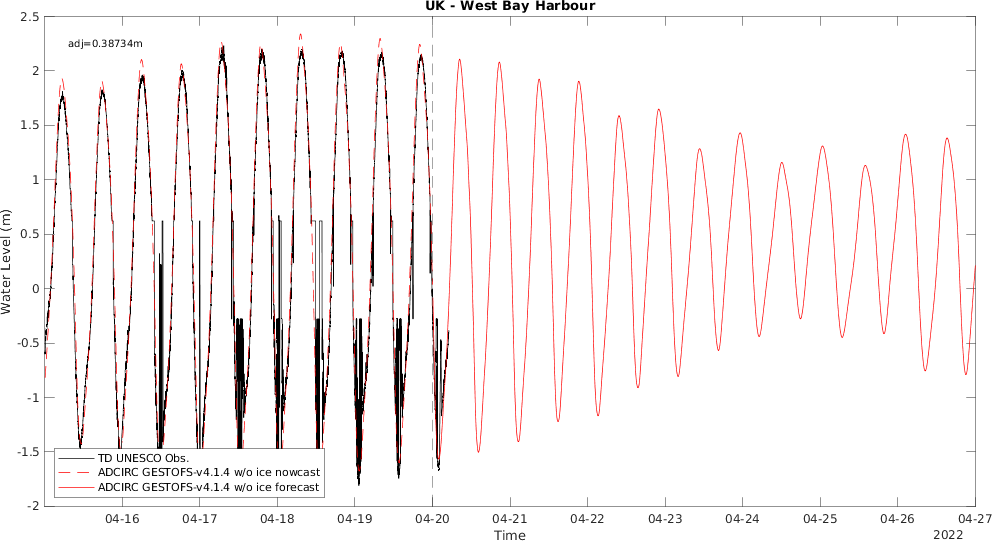 UK - West Bay Harbour
adj=0.38734m
Water Level (m)
2.5
2
1.5
1
0.5
0
-0.5
-1
-1.5
-2
TD UNESCO Obs.
ADCIRC GESTOFS-v4.1.4 w/o ice nowcast
ADCIRC GESTOFS-v4.1.4 w/o ice forecast
04-16 04-17 04-18 04-19 04-20 04-21 04-22 04-23 04-24 04-25 04-26 04-27
Time
2022